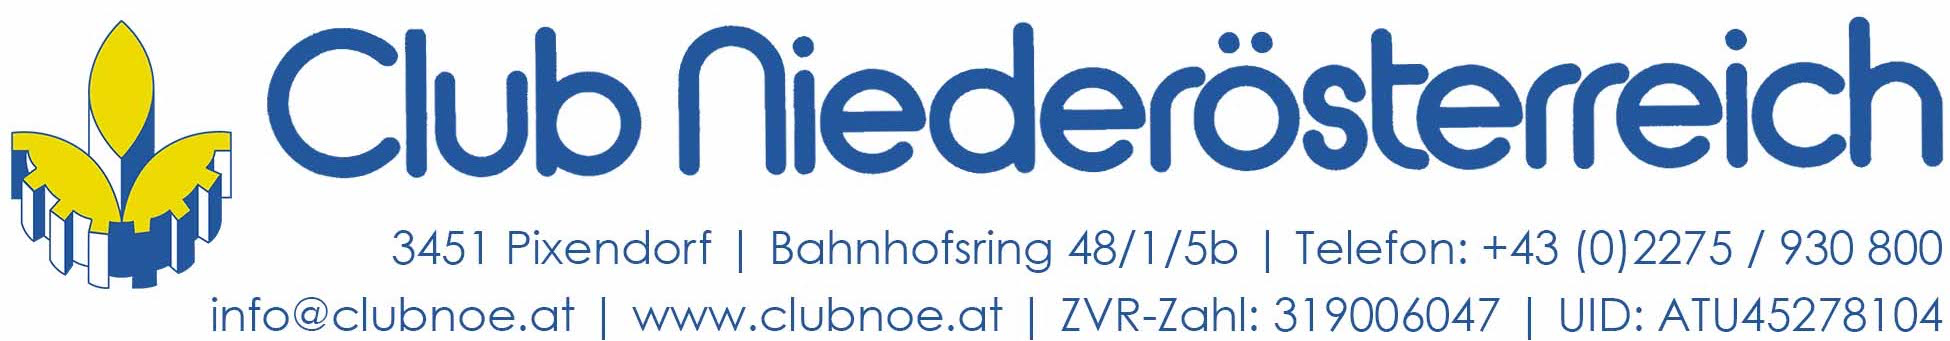 Club Niederösterreich
3451 Pixendorf | Bahnhofsring 48/1/5b | Telefon: +43 (0)2275 / 930 800
info@clubnoe.at | www.clubnoe.at | ZVR-Zahl: 319006047 | UID: ATU45278104